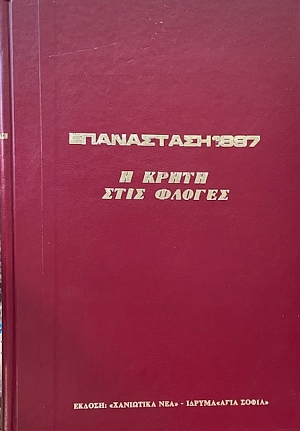 ΕΠΑΝΑΣΤΑΣΗ 1897
Η ΚΡΗΤΗ
ΣΤΙΣ ΦΛΟΓΕΣ
ΕΚΔΟΣΗ: «ΧΑΝΙΩΤΙΚΑ ΝΕΑ» - ΙΔΡΥΜΑ «ΑΓΙΑ ΣΟΦΙΑ»